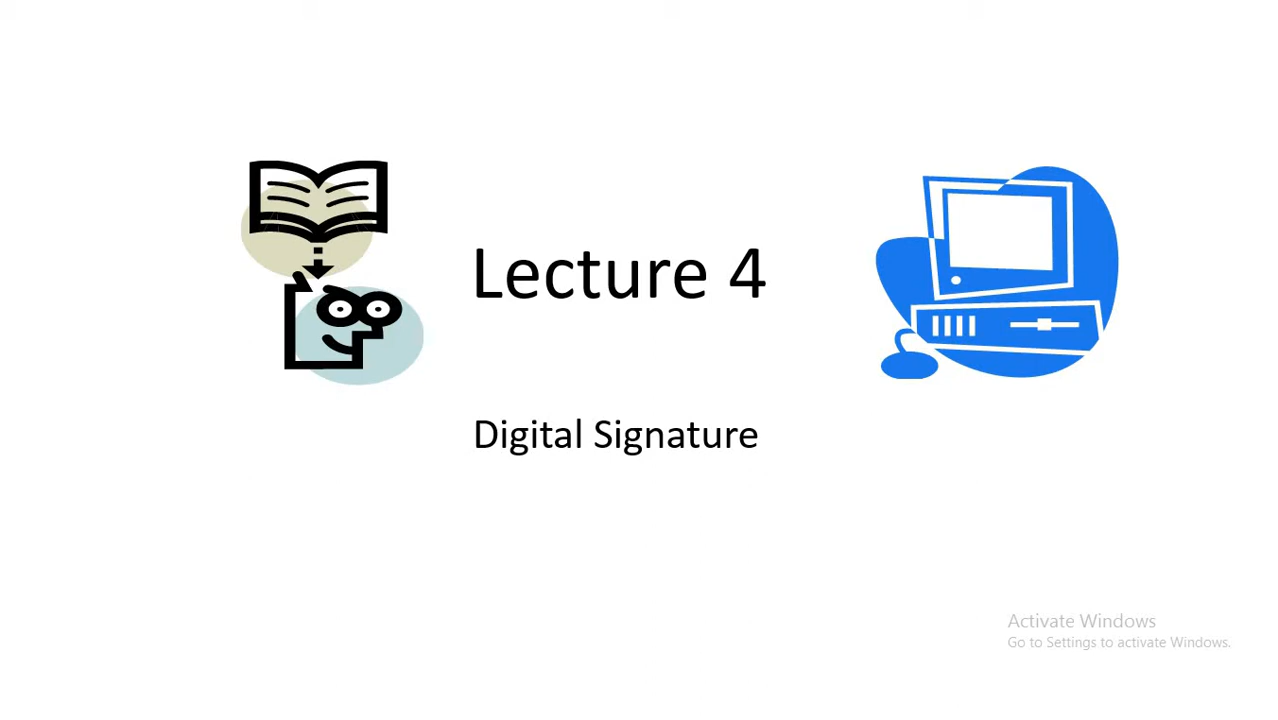 Lecture 4
Digital Signature
Activate Windows
Go to Settings to activate Windows.